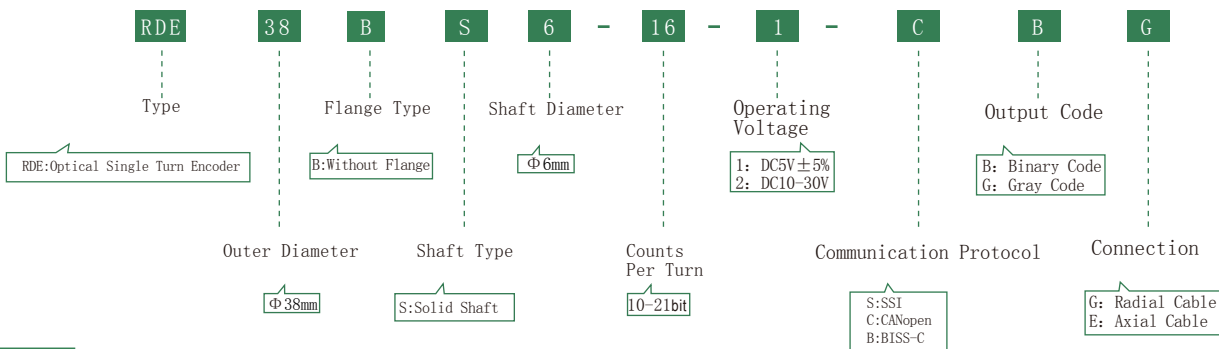 RDE 38 B S 6 - 16 - 1 - C B G
Type
Flange Type
Shaft Diameter
Operating
Voltage
Output Code
RDE:Optical Single Turn Encoder
B:Without Flange
Φ6mm
1: DC5V±5%
2: DC10-30V
B: Binary Code
G: Gray Code
Outer Diameter
Shaft Type
Counts
Per Turn
Communication Protocol
Connection
Φ38mm
S:Solid Shaft
10-21bit
S:SSI
C:CANopen
B:BISS-C
G: Radial Cable
E: Axial Cable